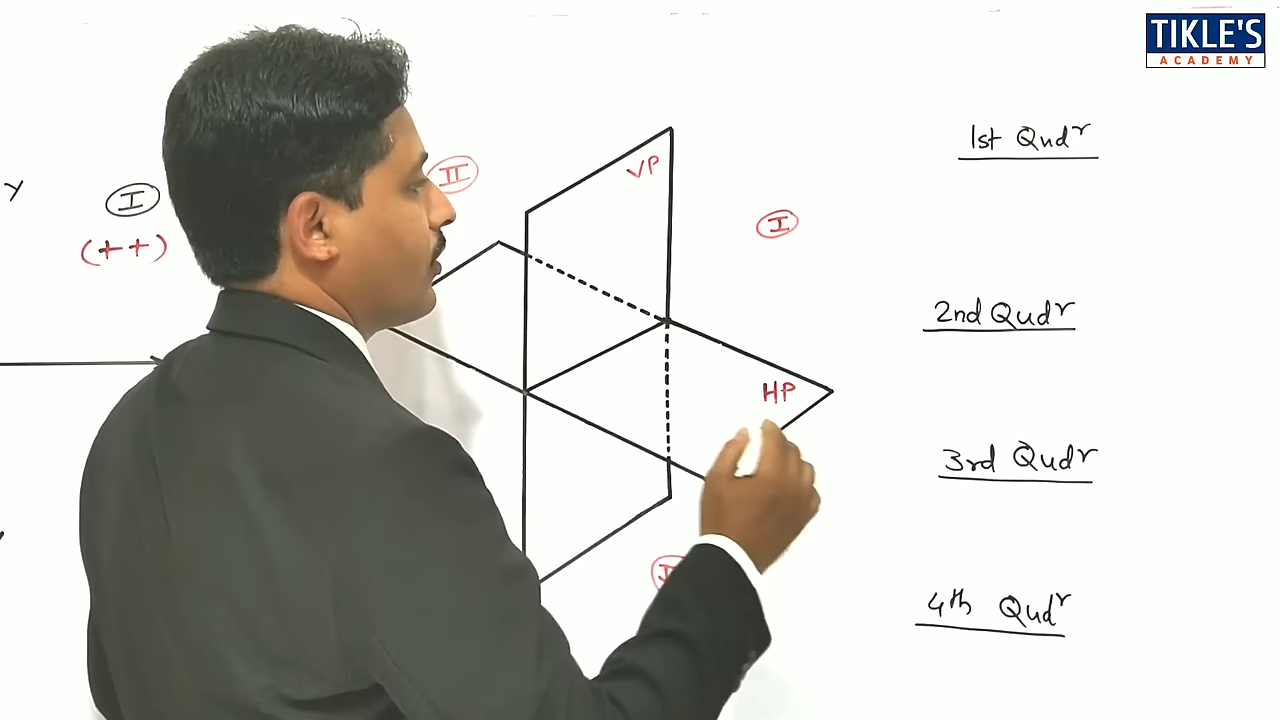 TIKLE'S
ACADEMY
Y
I
(++)
II
VP
I
HP
1st Qudr
2nd Qudr
3rd Qudr
4th Qudr